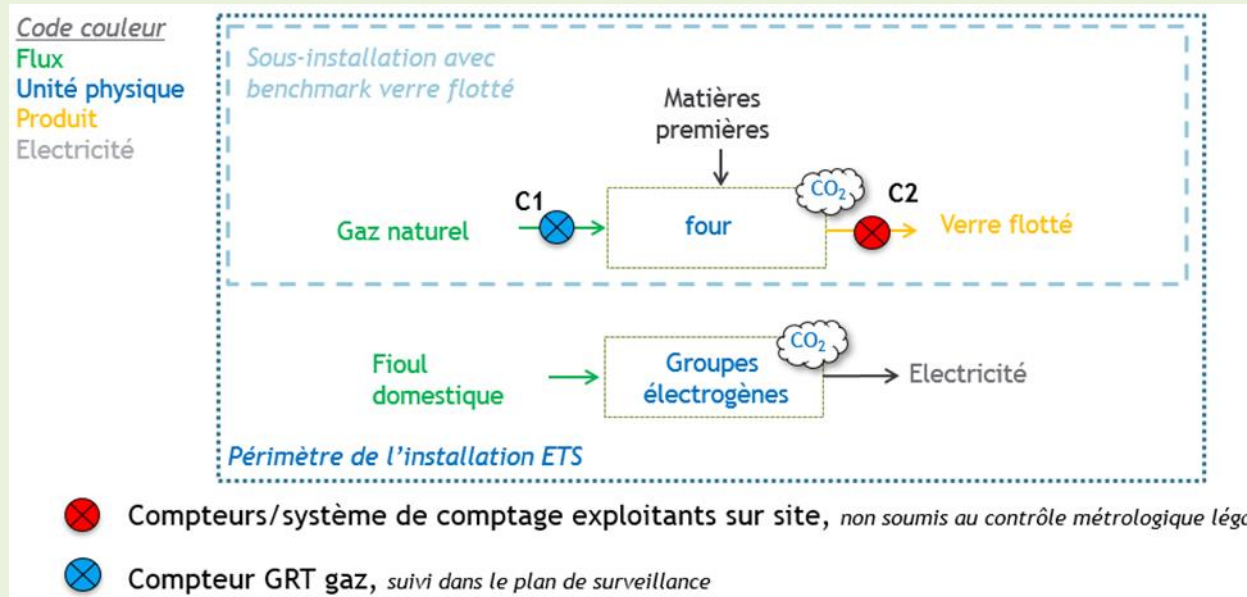 Code couleur
Flux
Unité physique
Produit
Electricité
Sous-installation avec
benchmark verre flotté
Matières
premières
C1
CO2
C2
Gaz naturel
four
Verre flotté
CO2
Fioul
domestique
Groupes
électrogènes
Electricité
Périmètre de l'installation ETS
Compteurs/système de comptage exploitants sur site, non soumis au contrôle métrologique
Compteur GRT gaz, suivi dans le plan de surveillance